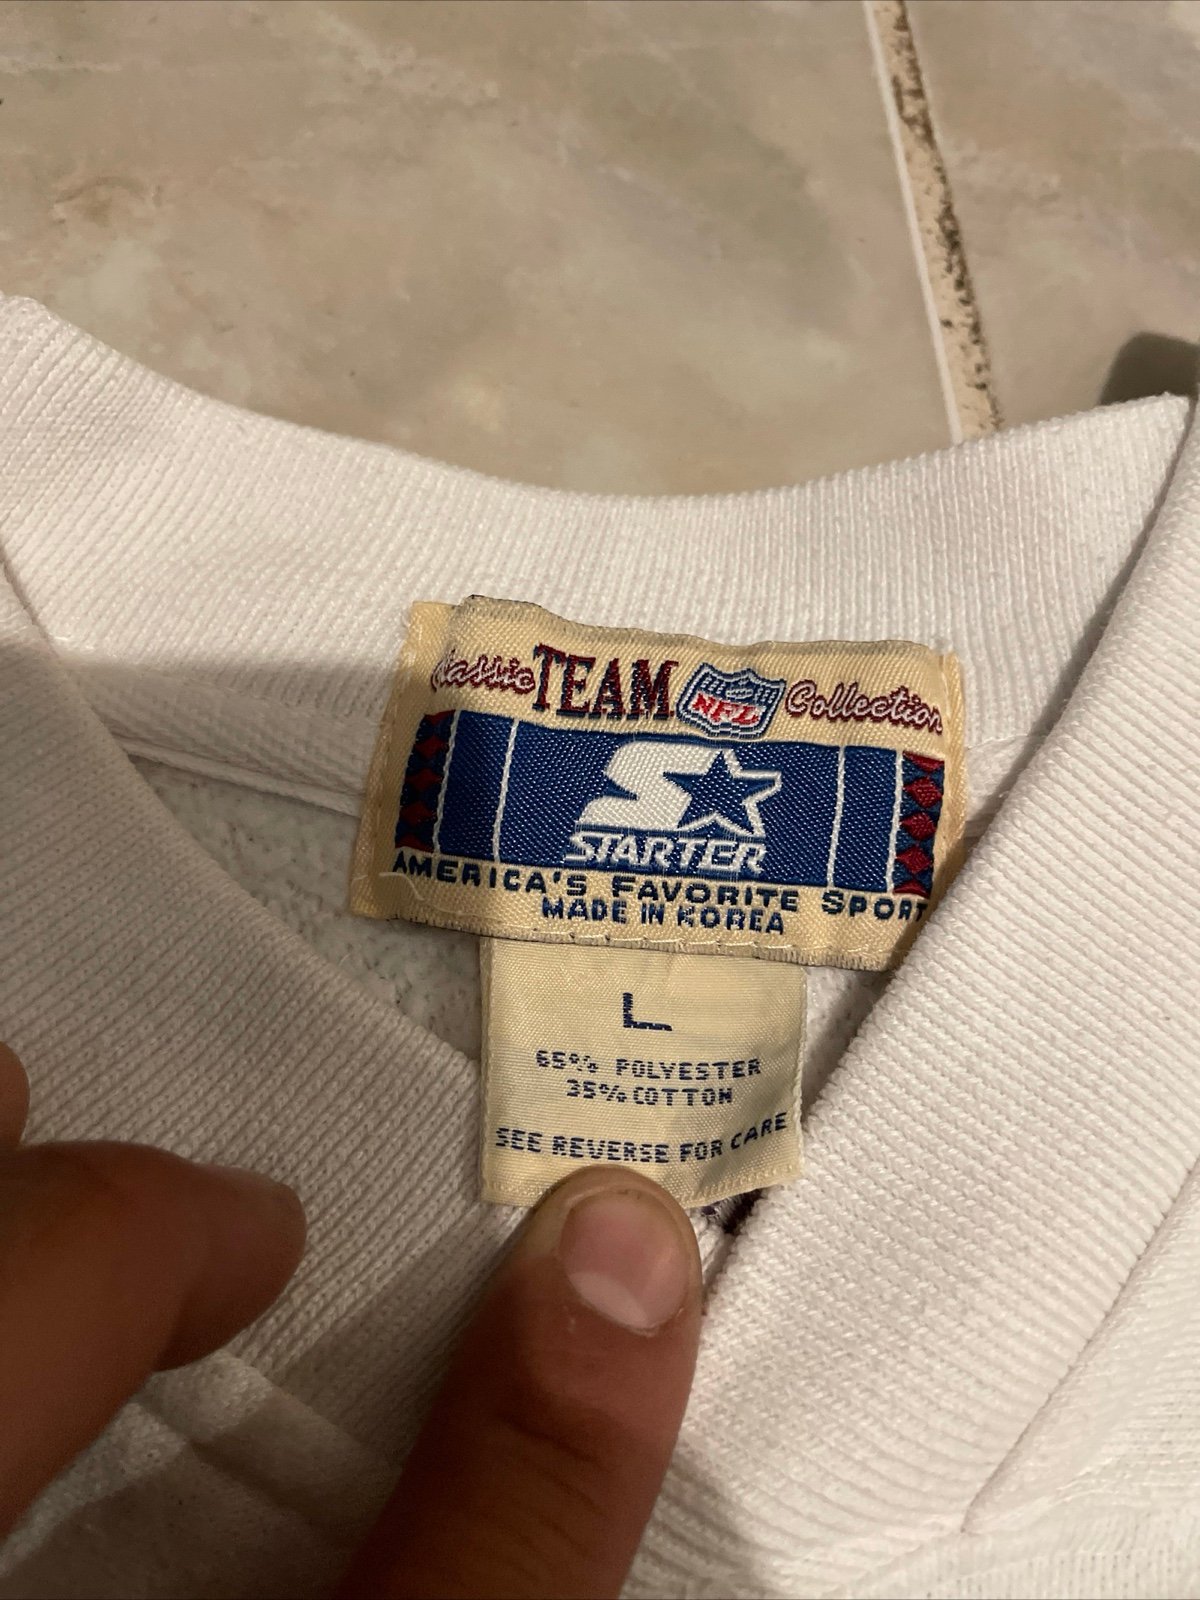 Classic TEAM NFL Collection
STARTER
AMERICA'S FAVORITE SPORT
MADE IN KOREA
L
65% POLYESTER
35% COTTON
SEE REVERSE FOR CARE